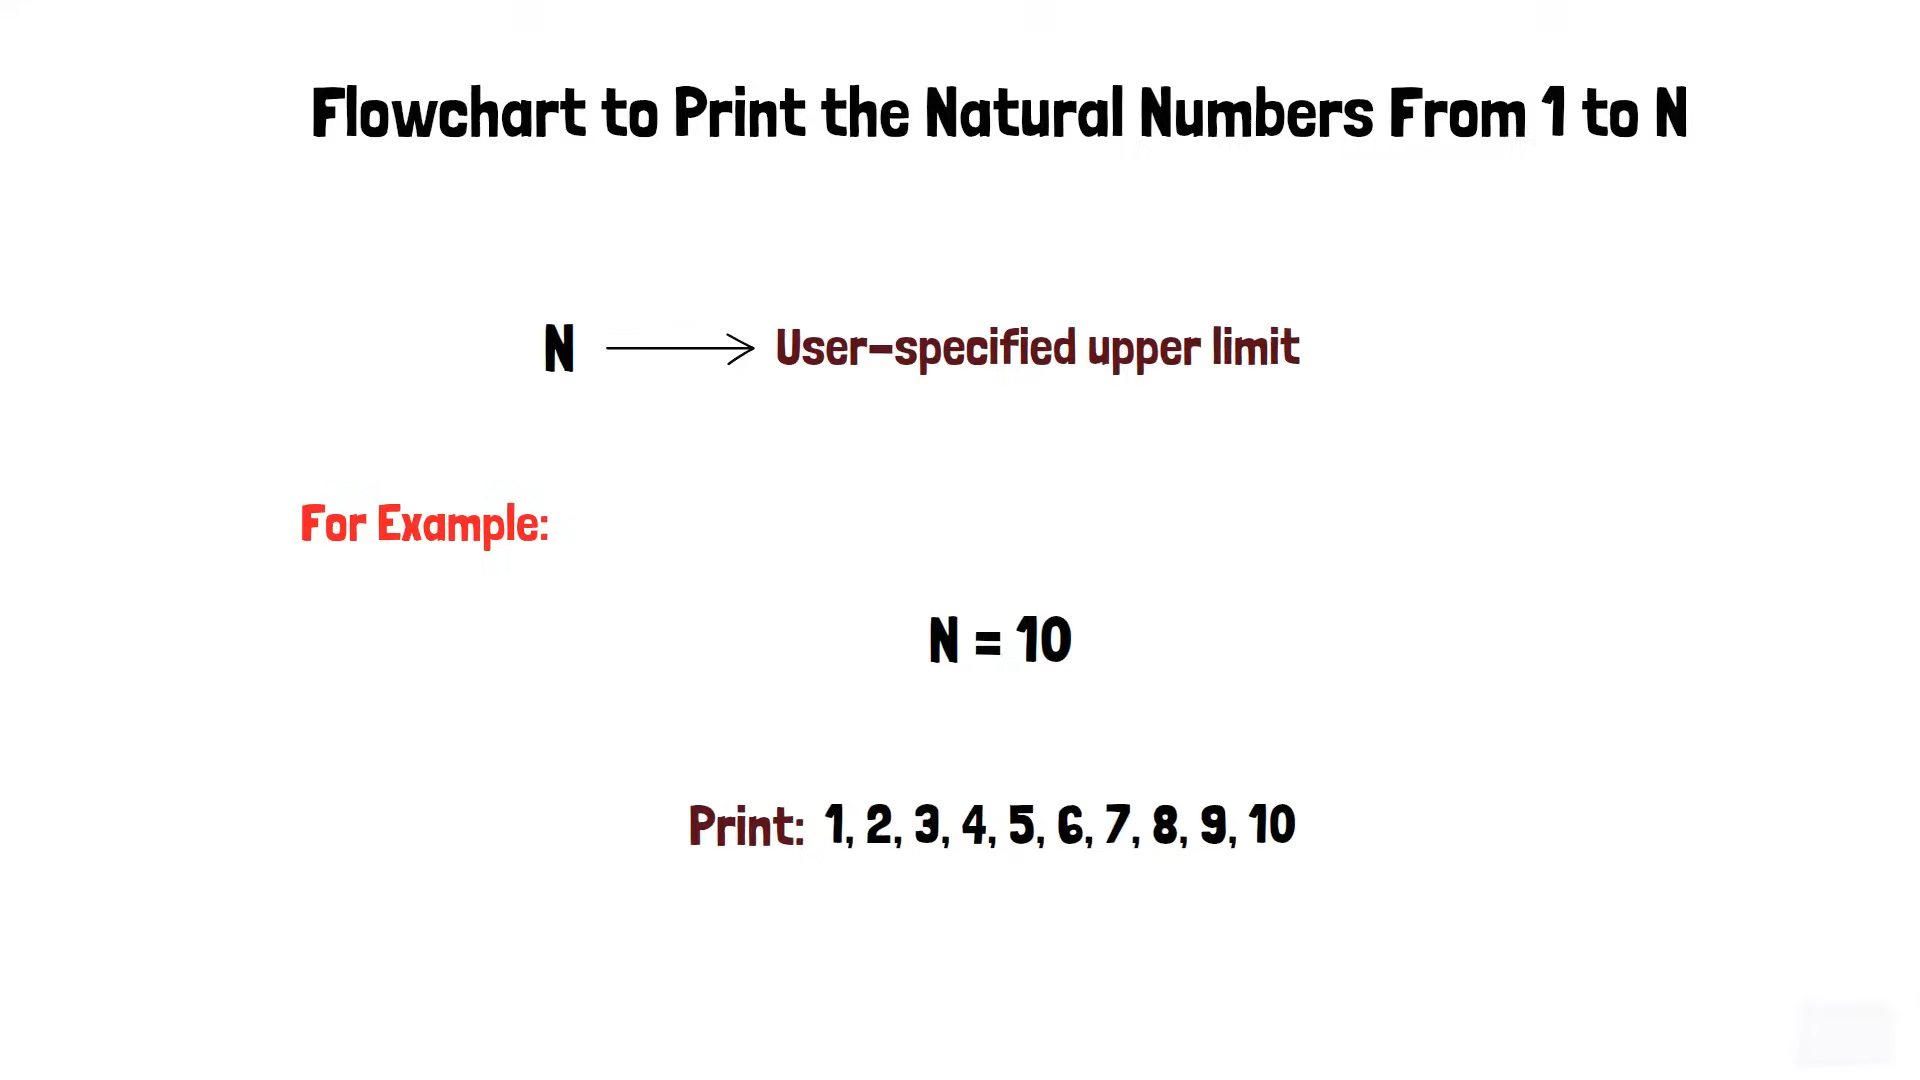 Flowchart to Print the Natural Numbers From 1 to N
N User-specified upper limit
For Example:
N = 10
Print: 1, 2, 3, 4, 5, 6, 7, 8, 9, 10